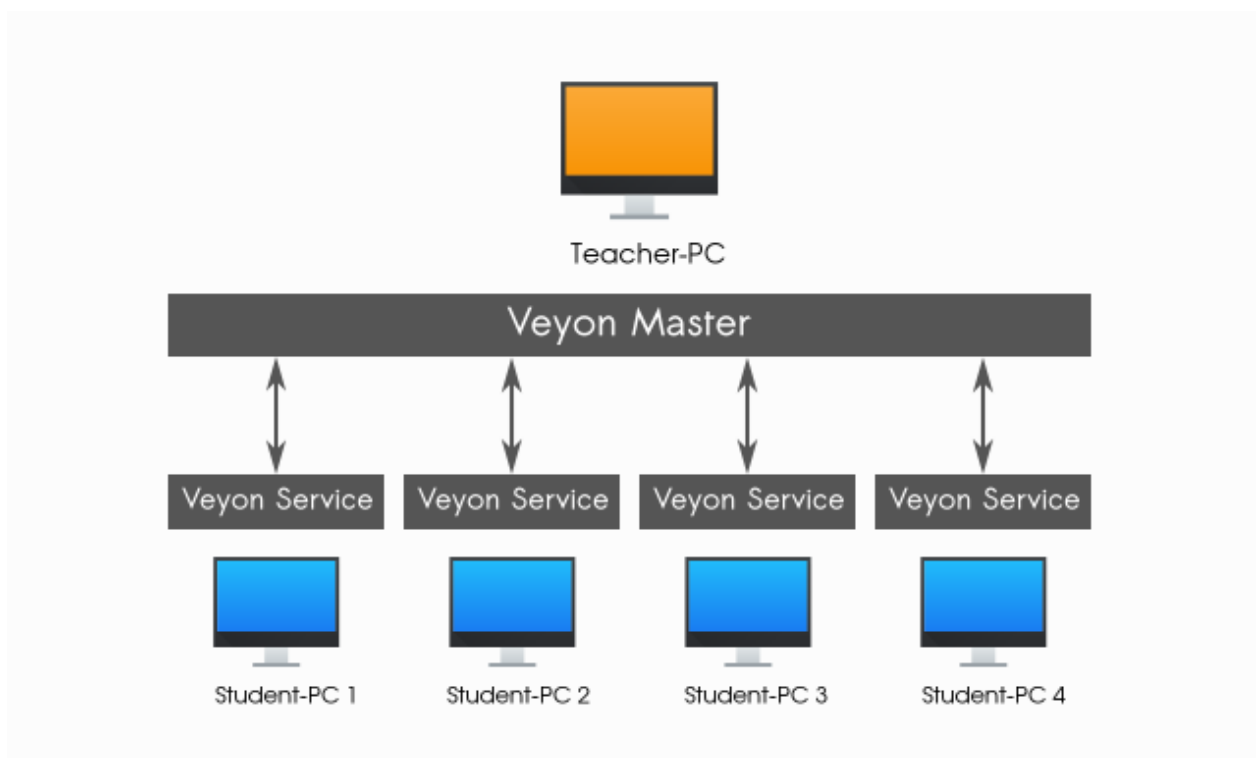 Teacher-PC
Veyon Master
Veyon Service Veyon Service Veyon Service Veyon Service
Student-PC 1 Student-PC 2 Student-PC 3 Student-PC 4